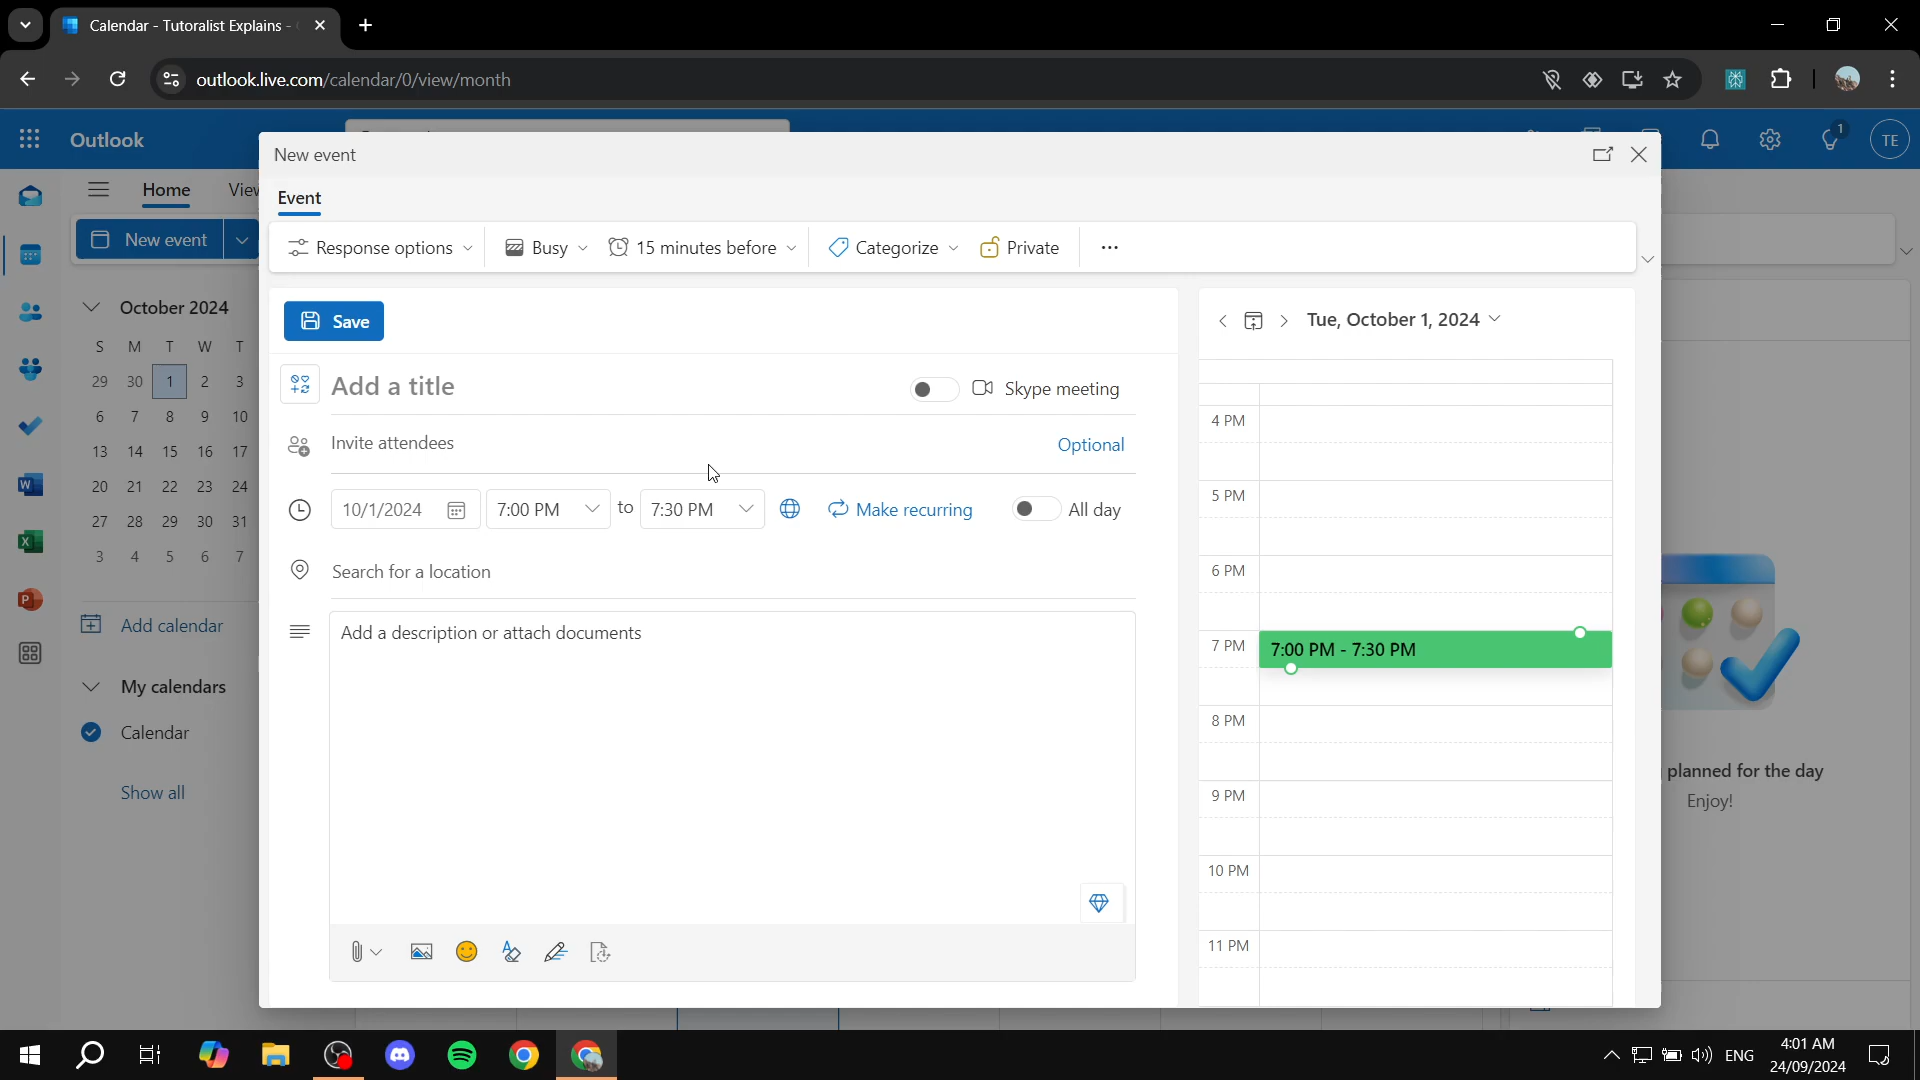 Calendar - Tutoralist Explains -
outlook.live.com/calendar/0/view/month
Outlook
1
TE
New event
Home
Event
New event
Response options
Busy
15 minutes before
Categorize
Private
October 2024
S M T W T
29 30 1 2 3
6 7 8 9 10
13 14 15 16 17
20 21 22 23 24
27 28 29 30 31
3 4 5 6 7
Add calendar
My calendars
Calendar
Show all
Save
Add a title
Skype meeting
Invite attendees
Optional
10/1/2024
7:00 PM
to
7:30 PM
Make recurring
All day
Search for a location
Add a description or attach documents
Tue, October 1, 2024
4 PM
5 PM
6 PM
7 PM
7:00 PM - 7:30 PM
8 PM
9 PM
10 PM
11 PM
planned for the day
Enjoy!
ENG
4:01 AM
24/09/2024